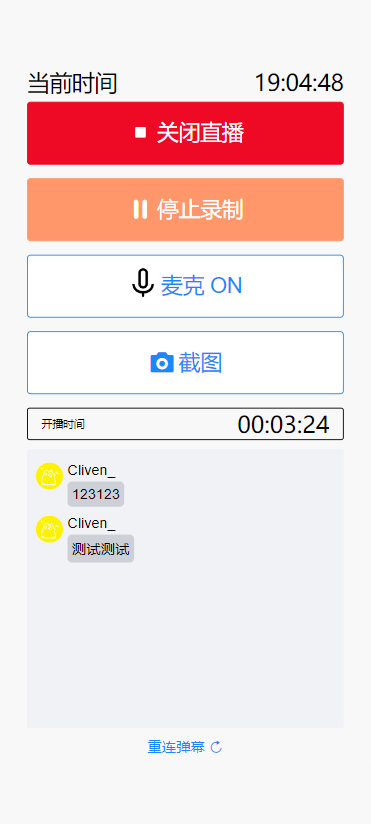 当前时间 19:04:48
关闭直播
停止录制
麦克 ON
截图
开播时间 00:03:24
Cliven_
123123
Cliven_
测试测试
重连弹幕